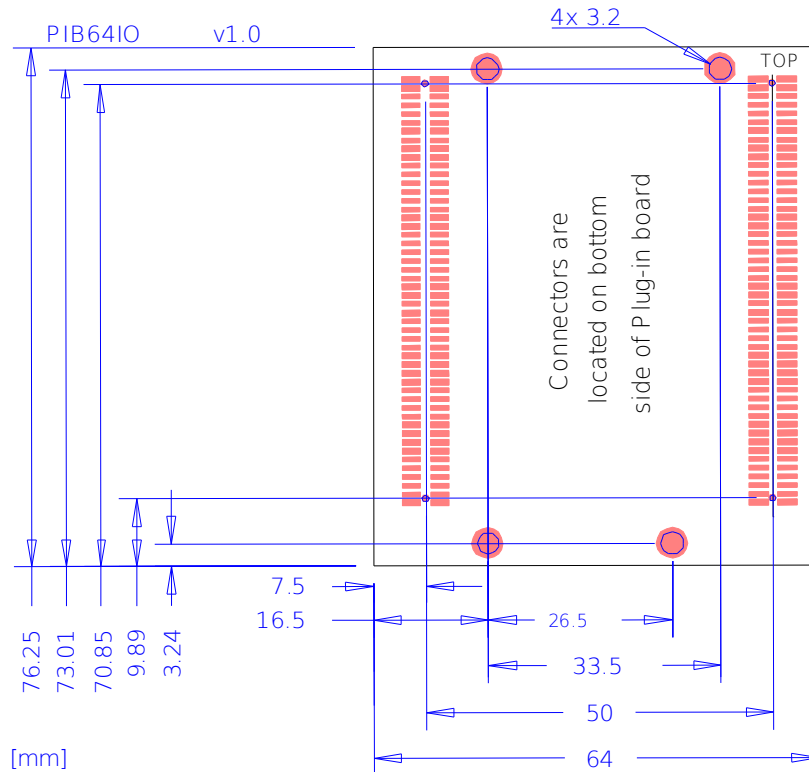 4x 3.2
PIB64IO v1.0
TOP
Connectors are
located on bottom
side of Plug-in board
7.5
16.5
26.5
33.5
50
64
76.25
73.01
70.85
9.89
3.24
[mm]